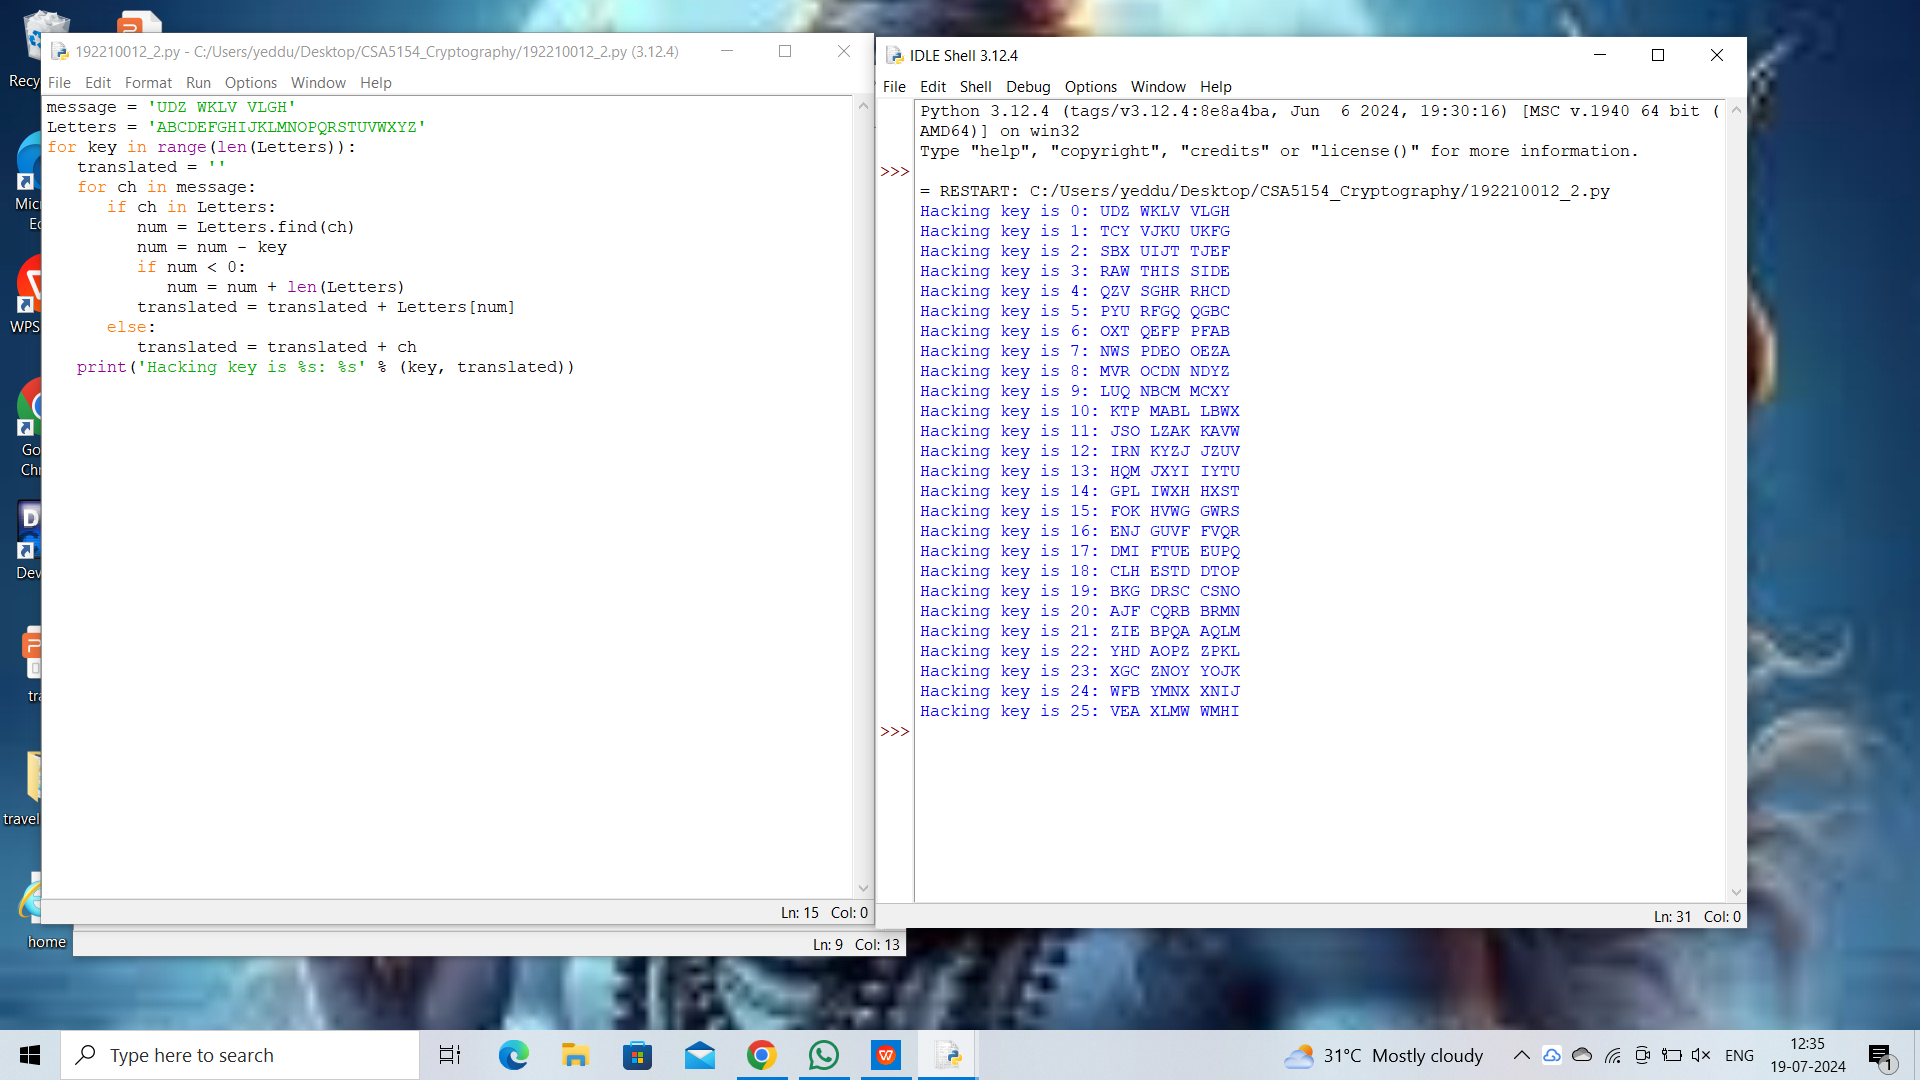 Recy
Mic
Ec
WPS
Go
Chr
Dev
tra
travel
home
192210012_2.py - C:/Users/yeddu/Desktop/CSA5154_Cryptography/192210012_2.py (3.12.4)
File Edit Format Run Options Window Help
message = 'UDZ WKLV VLGH'
Letters = 'ABCDEFGHIJKLMNOPQRSTUVWXYZ'
for key in range(len(Letters)):
   translated = ''
   for ch in message:
      if ch in Letters:
         num = Letters.find(ch)
         num = num - key
         if num < 0:
            num = num + len(Letters)
         translated = translated + Letters[num]
      else:
         translated = translated + ch
   print('Hacking key is %s: %s' % (key, translated))
Ln: 15 Col: 0
Ln: 9 Col: 13
IDLE Shell 3.12.4
File Edit Shell Debug Options Window Help
Python 3.12.4 (tags/v3.12.4:8e8a4ba, Jun  6 2024, 19:30:16) [MSC v.1940 64 bit (
AMD64)] on win32
Type "help", "copyright", "credits" or "license()" for more information.
>>>
= RESTART: C:/Users/yeddu/Desktop/CSA5154_Cryptography/192210012_2.py
Hacking key is 0: UDZ WKLV VLGH
Hacking key is 1: TCY VJKU UKFG
Hacking key is 2: SBX UIJT TJEF
Hacking key is 3: RAW THIS SIDE
Hacking key is 4: QZV SGHR RHCD
Hacking key is 5: PYU RFGQ QGBC
Hacking key is 6: OXT QEFP PFAB
Hacking key is 7: NWS PDEO OEZA
Hacking key is 8: MVR OCDN NDYZ
Hacking key is 9: LUQ NBCM MCXY
Hacking key is 10: KTP MABL LBWX
Hacking key is 11: JSO LZAK KAVW
Hacking key is 12: IRN KYZJ JZUV
Hacking key is 13: HQM JXYI IYTU
Hacking key is 14: GPL IWXH HXST
Hacking key is 15: FOK HVWG GWRS
Hacking key is 16: ENJ GUVF FVQR
Hacking key is 17: DMI FTUE EUPQ
Hacking key is 18: CLH ESTD DTOP
Hacking key is 19: BKG DRSC CSNO
Hacking key is 20: AJF CQRB BRMN
Hacking key is 21: ZIE BPQA AQLM
Hacking key is 22: YHD AOPZ ZPKL
Hacking key is 23: XGC ZNOY YOJK
Hacking key is 24: WFB YMNX XNIJ
Hacking key is 25: VEA XLMW WMHI
>>>
Ln: 31 Col: 0
Type here to search
31°C Mostly cloudy
ENG
12:35
19-07-2024
1